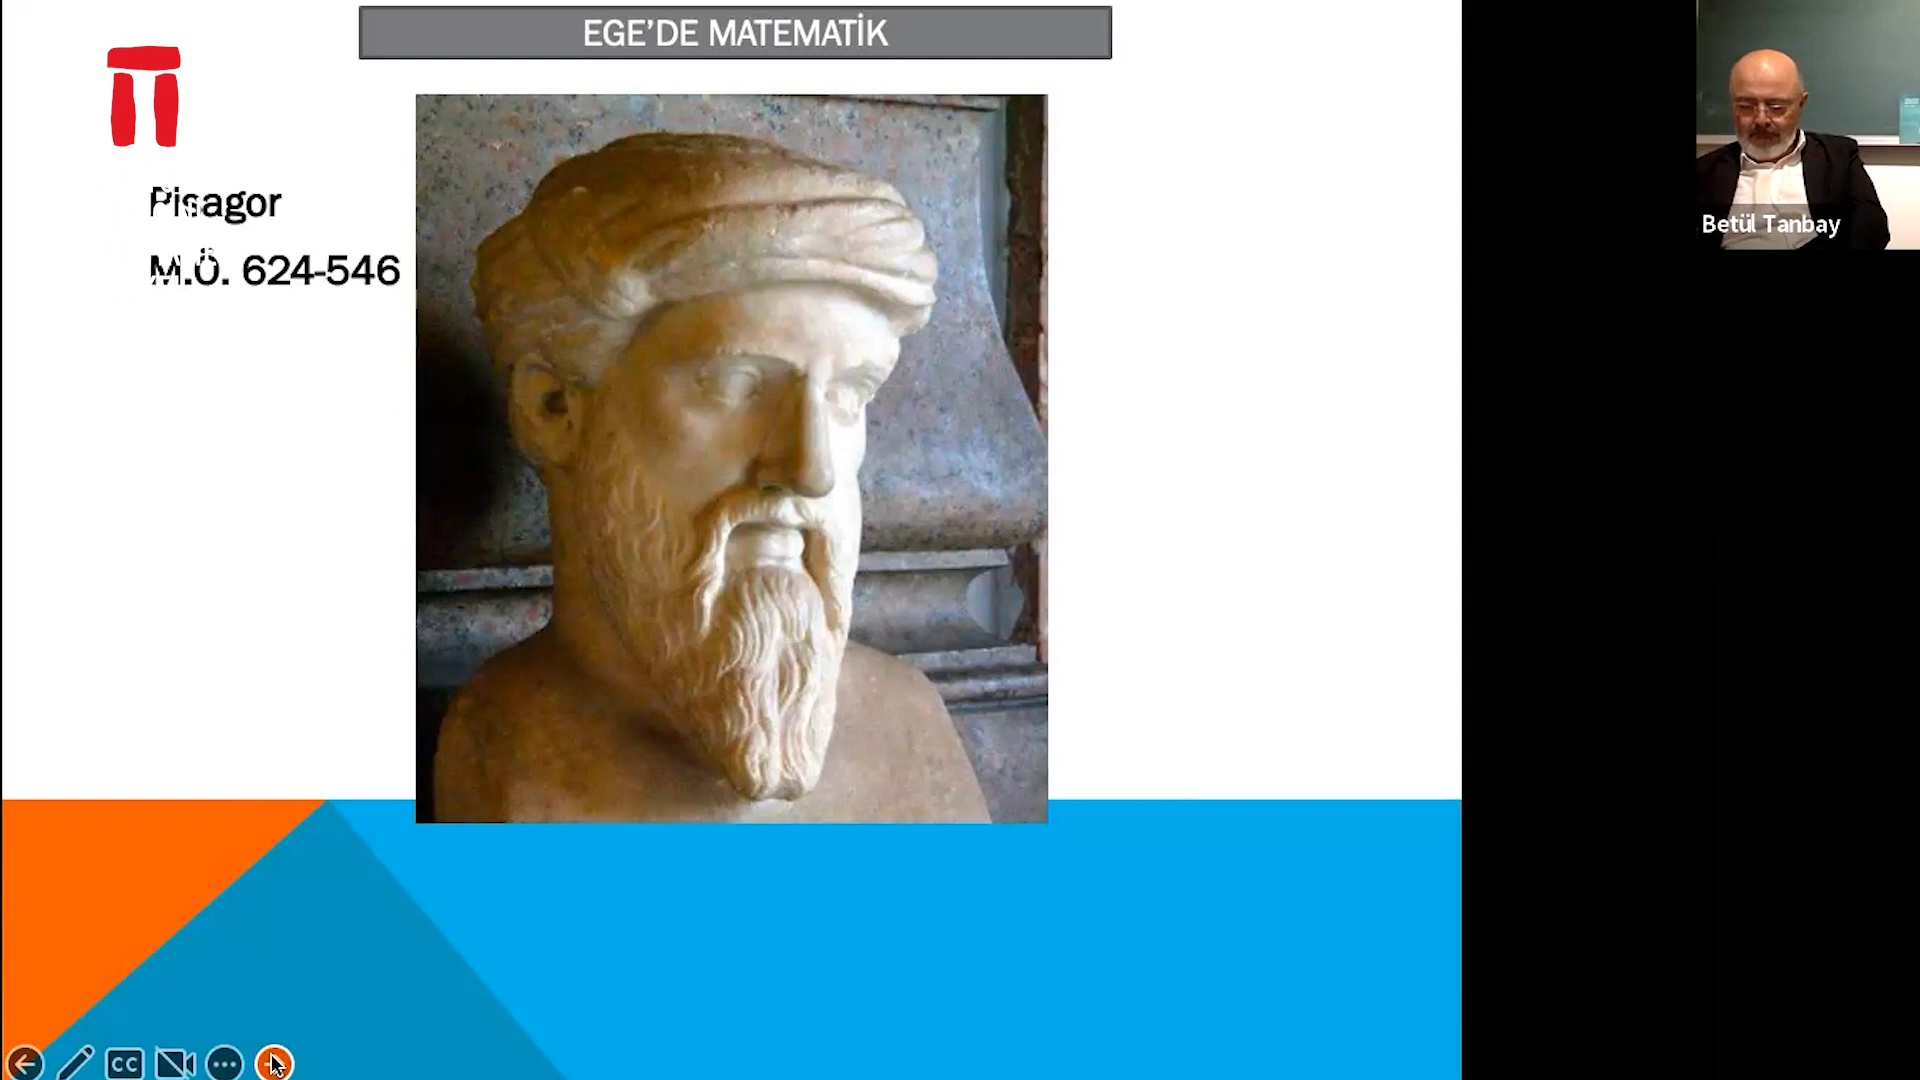 EGE’DE MATEMATİK
Pisagor
M.Ö. 624-546
Betül Tanbay
CC